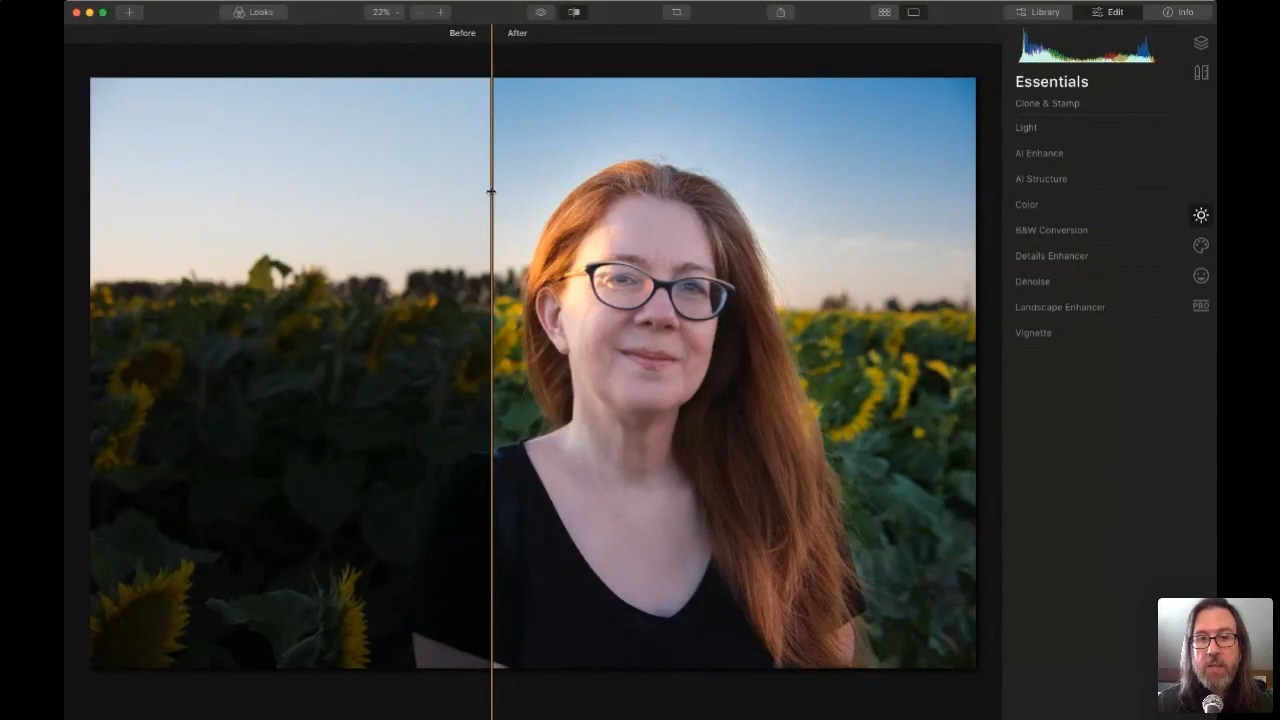 Looks
22%
Library
Edit
Info
Before
After
Essentials
Clone & Stamp
Light
AI Enhance
AI Structure
Color
B&W Conversion
Details Enhancer
Denoise
Landscape Enhancer
Vignette
PRO